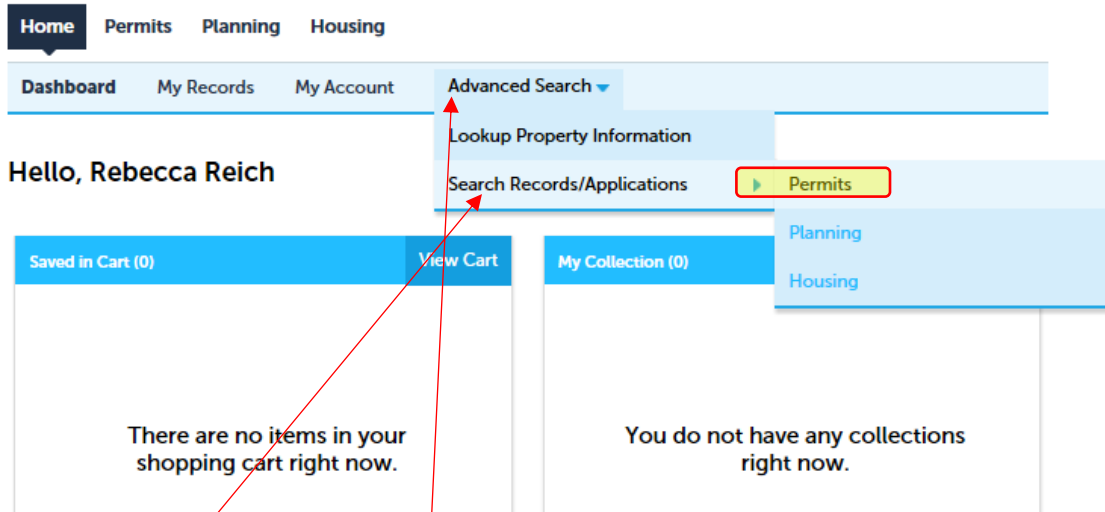 Home Permits Planning Housing
Dashboard My Records My Account Advanced Search
Lookup Property Information
Hello, Rebecca Reich
Search Records/Applications Permits
Planning
Housing
Saved in Cart (0) View Cart
My Collection (0)
There are no items in your
shopping cart right now.
You do not have any collections
right now.